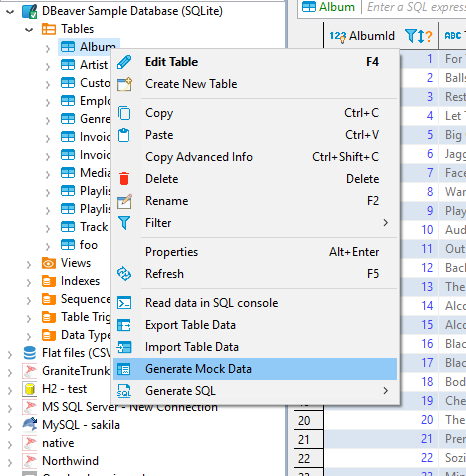 DBeaver Sample Database (SQLite)
Tables
Album
Artist
Custo
Emplo
Genre
Invoic
Invoic
Media
Playlis
Playlis
Track
foo
Views
Indexes
Sequence
Table Trig
Data Type
Flat files (CSV
GraniteTrunk
H2 - test
MS SQL Server - New Connection
MySQL - sakila
native
Northwind
Edit Table F4
Create New Table
Copy Ctrl+C
Paste Ctrl+V
Copy Advanced Info Ctrl+Shift+C
Delete Delete
Rename F2
Filter
Properties Alt+Enter
Refresh F5
Read data in SQL console
Export Table Data
Import Table Data
Generate Mock Data
Generate SQL
Album Enter a SQL expres
123 AlbumId ABC T
1 For
2 Balls
3 Rest
4 Let T
5 Big
6 Jagg
7 Face
8 War
9 Play
10 Aud
11 Out
12 Back
13 The
14 Alco
15 Alco
16 Blac
17 Blac
18 Bod
19 Che
20 20 The
21 21 Pren
22 22 Sozi